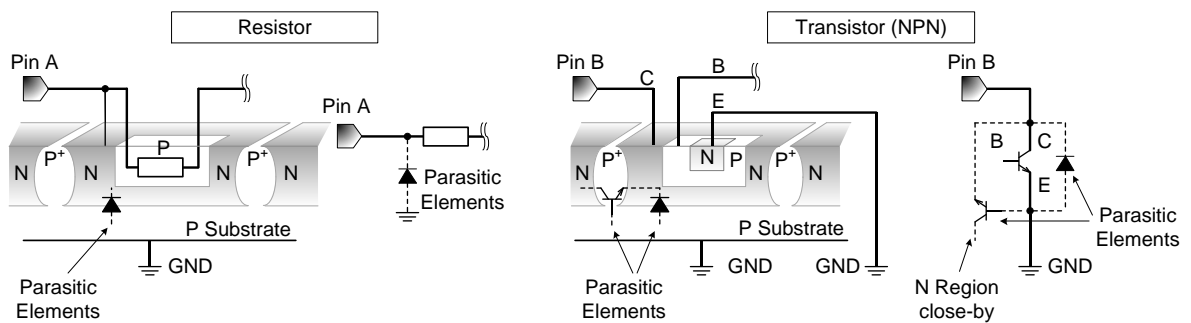 Resistor
Transistor (NPN)
Pin A
Pin A
N
P+
N
P
N
P+
N
Parasitic
Elements
P Substrate
GND
Parasitic
Elements
Pin B
C
B
E
N
P+
N
N
P
N
P+
N
P Substrate
GND
GND
Parasitic
Elements
Pin B
B
C
E
Parasitic
Elements
GND
N Region
close-by